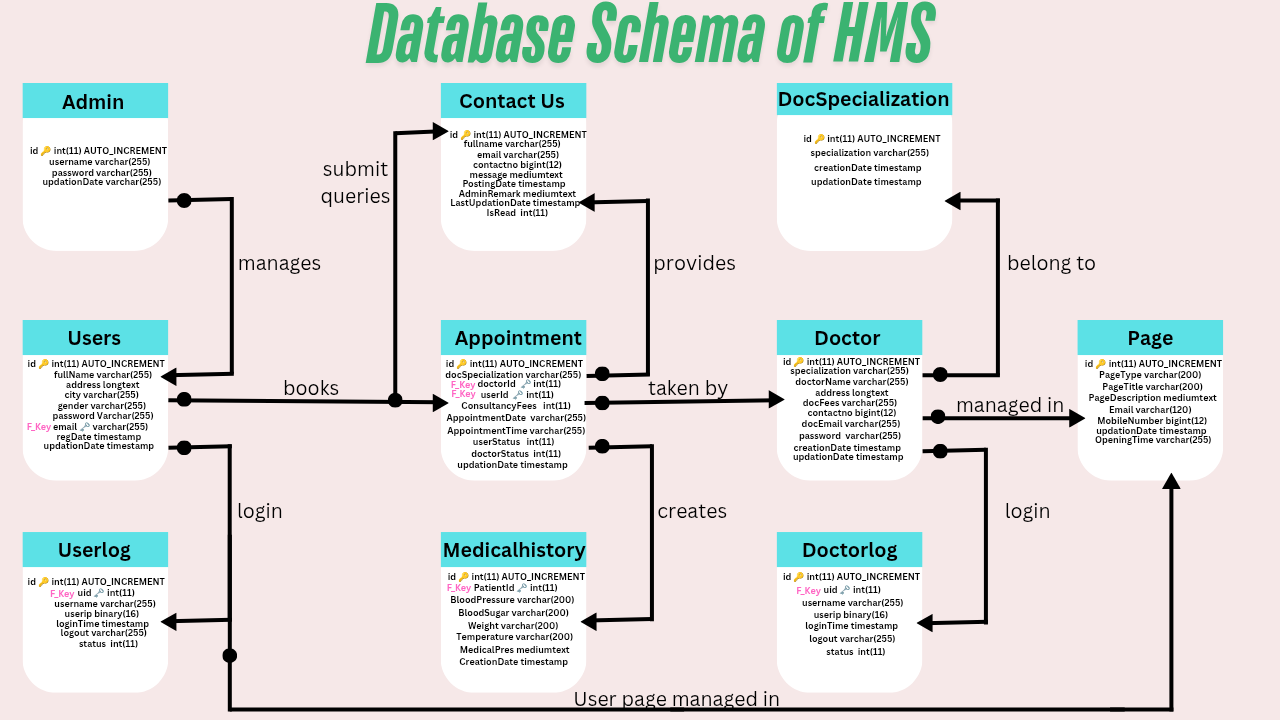 Database Schema of HMS
Admin
id 🔑 int(11) AUTO_INCREMENT
username varchar(255)
password varchar(255)
updationDate varchar(255)
Contact Us
id 🔑 int(11) AUTO_INCREMENT
fullname varchar(255)
email varchar(255)
contactno bigint(12)
message mediumtext
PostingDate timestamp
AdminRemark mediumtext
LastUpdationDate timestamp
IsRead int(11)
DocSpecialization
id 🔑 int(11) AUTO_INCREMENT
specialization varchar(255)
creationDate timestamp
updationDate timestamp
submit
queries
manages
provides
belong to
Users
id 🔑 int(11) AUTO_INCREMENT
fullName varchar(255)
address longtext
city varchar(255)
gender varchar(255)
password Varchar(255)
F_Key email 🗝 varchar(255)
regDate timestamp
updationDate timestamp
books
Appointment
id 🔑 int(11) AUTO_INCREMENT
docSpecialization varchar(255)
F_Key doctorId 🗝 int(11)
F_Key userId 🗝 int(11)
ConsultancyFees int(11)
AppointmentDate varchar(255)
AppointmentTime varchar(255)
userStatus int(11)
doctorStatus int(11)
updationDate timestamp
taken by
Doctor
id 🔑 int(11) AUTO_INCREMENT
specialization varchar(255)
doctorName varchar(255)
address longtext
docFees varchar(255)
contactno bigint(12)
docEmail varchar(255)
password varchar(255)
creationDate timestamp
updationDate timestamp
managed in
Page
id 🔑 int(11) AUTO_INCREMENT
PageType varchar(200)
PageTitle varchar(200)
PageDescription mediumtext
Email varchar(120)
MobileNumber bigint(12)
updationDate timestamp
OpeningTime varchar(255)
login
creates
login
Userlog
id 🔑 int(11) AUTO_INCREMENT
F_Key uid 🗝 int(11)
username varchar(255)
userip binary(16)
loginTime timestamp
logout varchar(255)
status int(11)
Medicalhistory
id 🔑 int(11) AUTO_INCREMENT
F_Key PatientId 🗝 int(11)
BloodPressure varchar(200)
BloodSugar varchar(200)
Weight varchar(200)
Temperature varchar(200)
MedicalPres mediumtext
CreationDate timestamp
Doctorlog
id 🔑 int(11) AUTO_INCREMENT
F_Key uid 🗝 int(11)
username varchar(255)
userip binary(16)
loginTime timestamp
logout varchar(255)
status int(11)
User page managed in